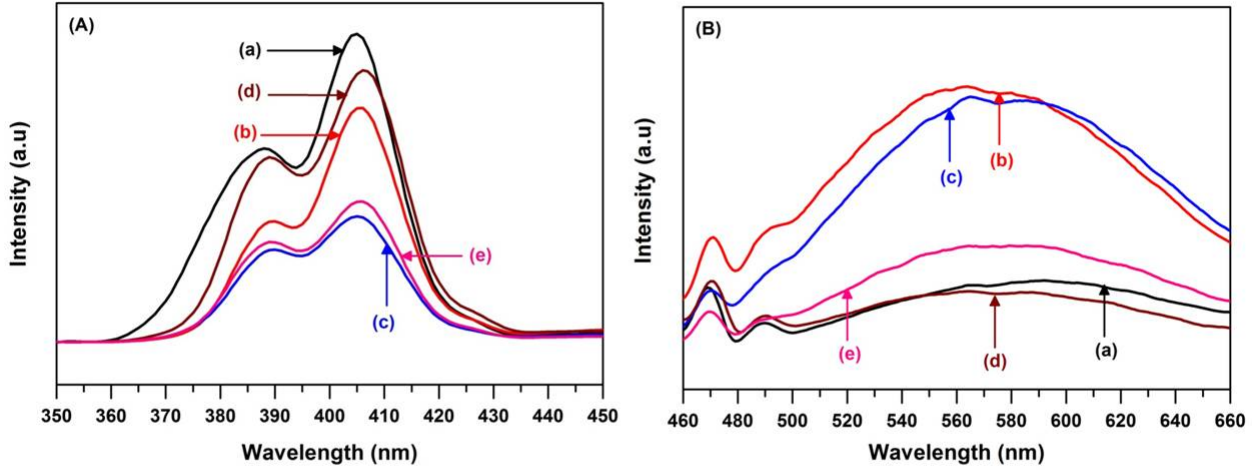 (A)
(a)
(d)
(b)
(e)
(c)
Intensity (a.u)
350 360 370 380 390 400 410 420 430 440 450
Wavelength (nm)
(B)
(b)
(c)
(e)
(d)
(a)
Intensity (a.u)
460 480 500 520 540 560 580 600 620 640 660
Wavelength (nm)